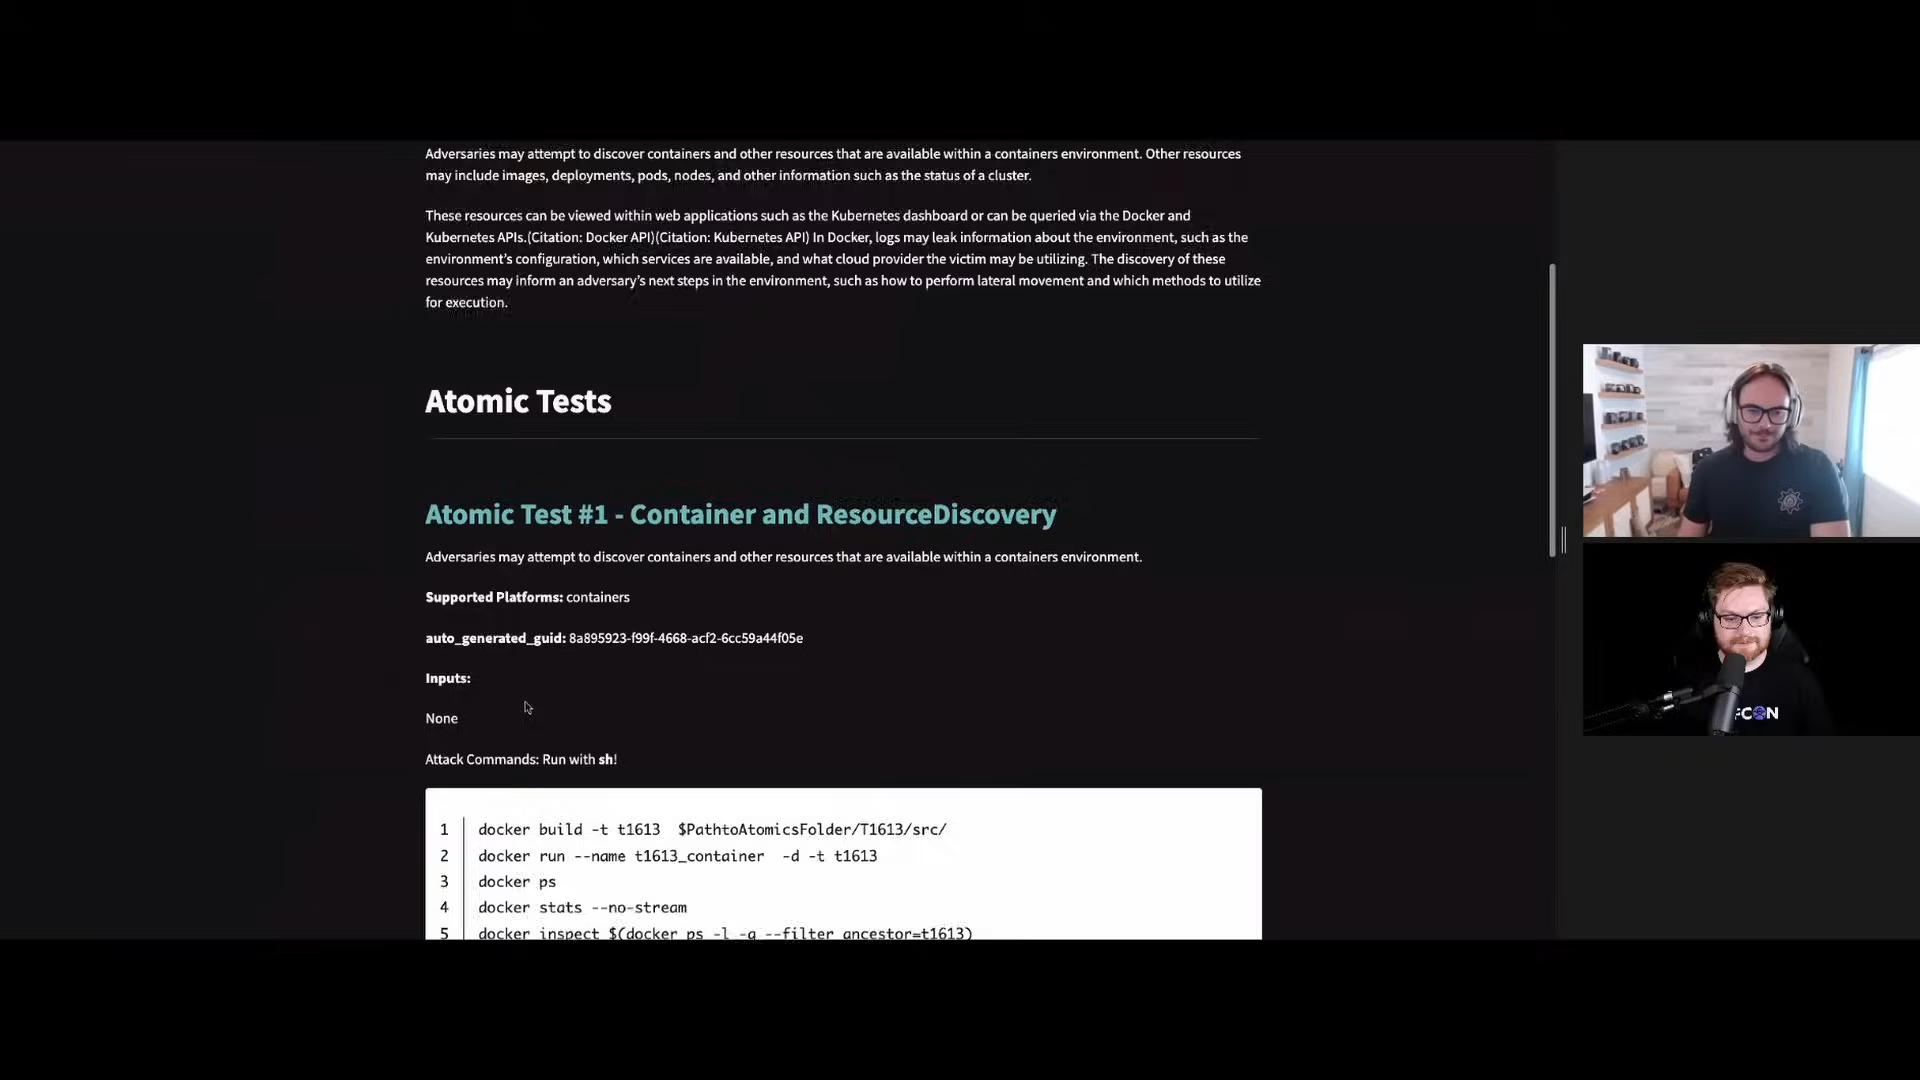 Adversaries may attempt to discover containers and other resources that are available within a containers environment. Other resources
may include images, deployments, pods, nodes, and other information such as the status of a cluster.
These resources can be viewed within web applications such as the Kubernetes dashboard or can be queried via the Docker and
Kubernetes APIs.(Citation: Docker API)(Citation: Kubernetes API) In Docker, logs may leak information about the environment, such as the
environment’s configuration, which services are available, and what cloud provider the victim may be utilizing. The discovery of these
resources may inform an adversary’s next steps in the environment, such as how to perform lateral movement and which methods to utilize
for execution.
Atomic Tests
Atomic Test #1 - Container and ResourceDiscovery
Adversaries may attempt to discover containers and other resources that are available within a containers environment.
Supported Platforms: containers
auto_generated_guid: 8a895923-f99f-4668-acf2-6cc59a44f05e
Inputs:
None
Attack Commands: Run with sh!
1 docker build -t t1613  $PathtoAtomicsFolder/T1613/src/
2 docker run --name t1613_container  -d -t t1613
3 docker ps
4 docker stats --no-stream
5 docker inspect $(docker ps -l -q --filter ancestor=t1613)
FCON